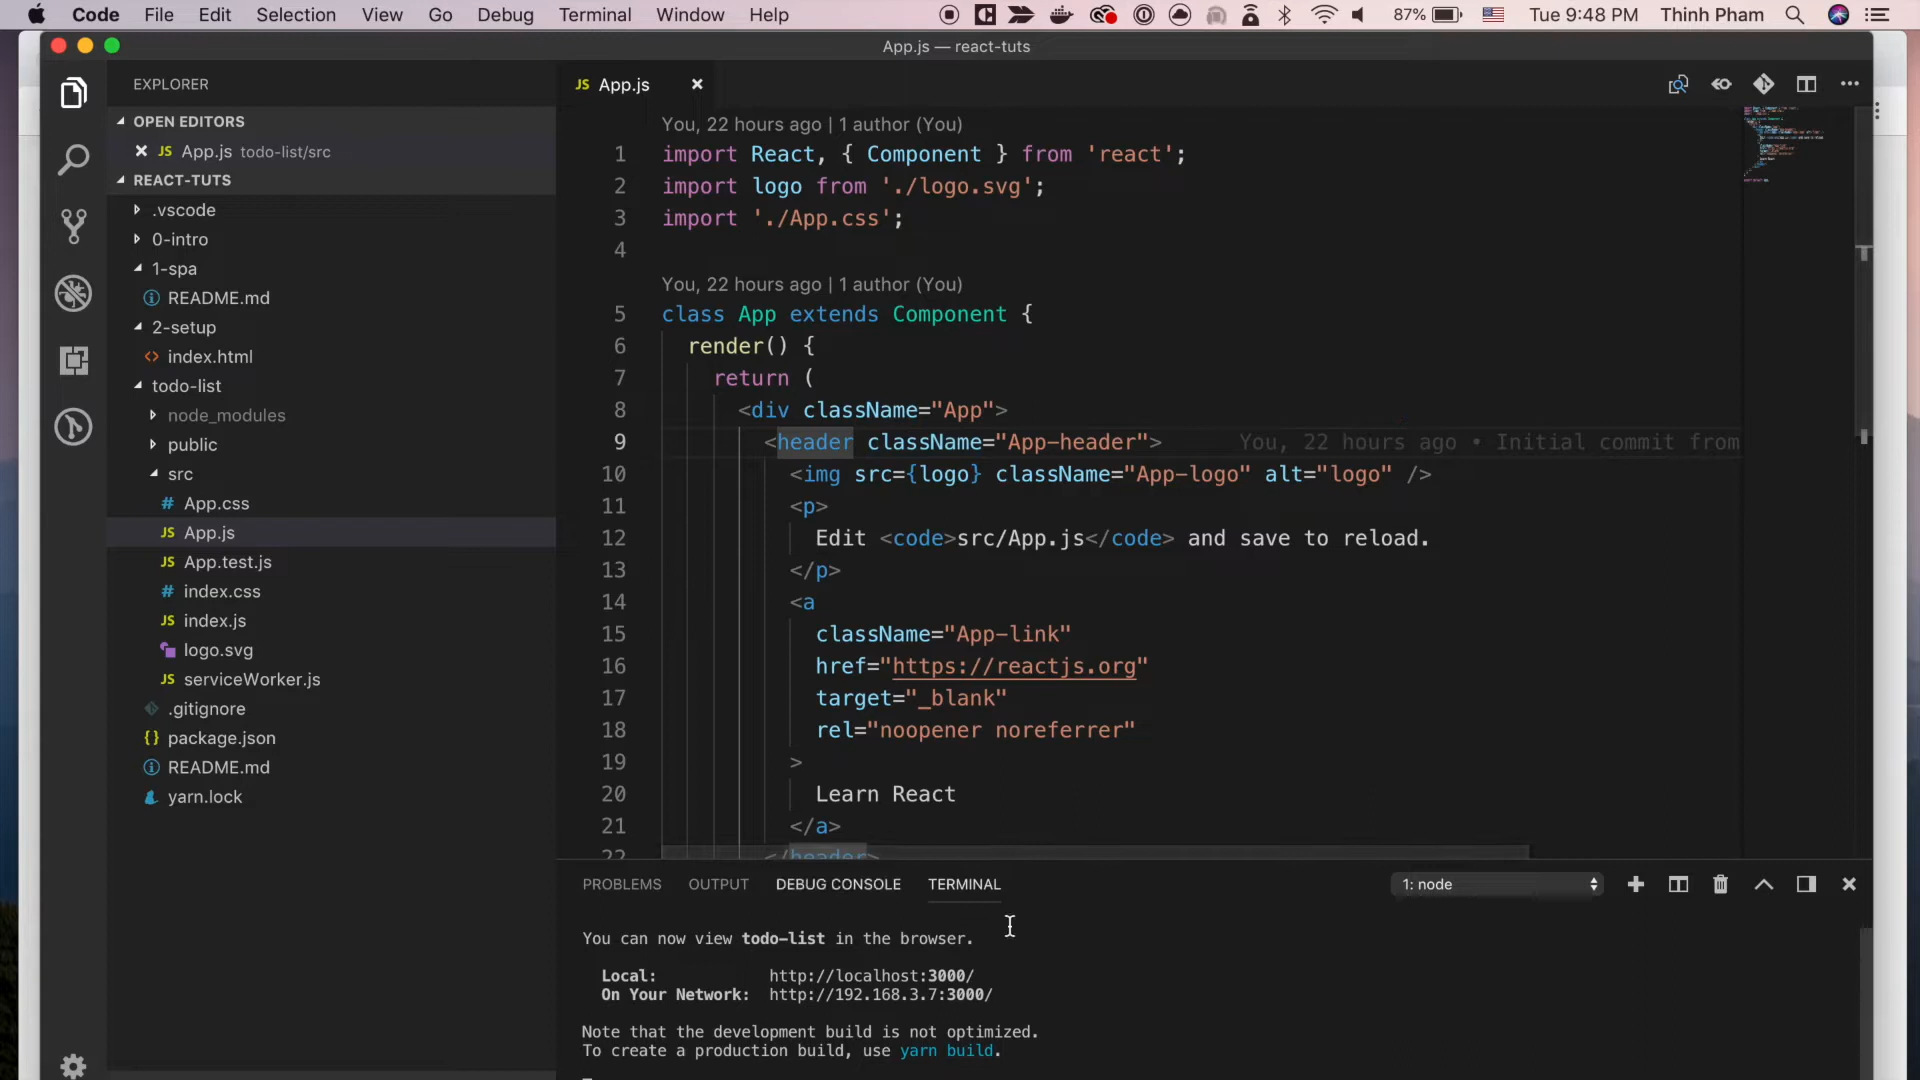 Code File Edit Selection View Go Debug Terminal Window Help 87% Tue 9:48 PM Thinh Pham
App.js — react-tuts
EXPLORER
OPEN EDITORS
JS App.js todo-list/src
REACT-TUTS
.vscode
0-intro
1-spa
README.md
2-setup
<> index.html
todo-list
node_modules
public
src
# App.css
JS App.js
JS App.test.js
# index.css
JS index.js
logo.svg
JS serviceWorker.js
.gitignore
{} package.json
README.md
yarn.lock
JS App.js
You, 22 hours ago | 1 author (You)
1 import React, { Component } from 'react';
2 import logo from './logo.svg';
3 import './App.css';
4
You, 22 hours ago | 1 author (You)
5 class App extends Component {
6 render() {
7 return (
8 <div className="App">
9 <header className="App-header"> You, 22 hours ago • Initial commit from
10 <img src={logo} className="App-logo" alt="logo" />
11 <p>
12 Edit <code>src/App.js</code> and save to reload.
13 </p>
14 <a
15 className="App-link"
16 href="https://reactjs.org"
17 target="_blank"
18 rel="noopener noreferrer"
19 >
20 Learn React
21 </a>
22 </header>
PROBLEMS OUTPUT DEBUG CONSOLE TERMINAL 1: node
You can now view todo-list in the browser.
Local: http://localhost:3000/
On Your Network: http://192.168.3.7:3000/
Note that the development build is not optimized.
To create a production build, use yarn build.